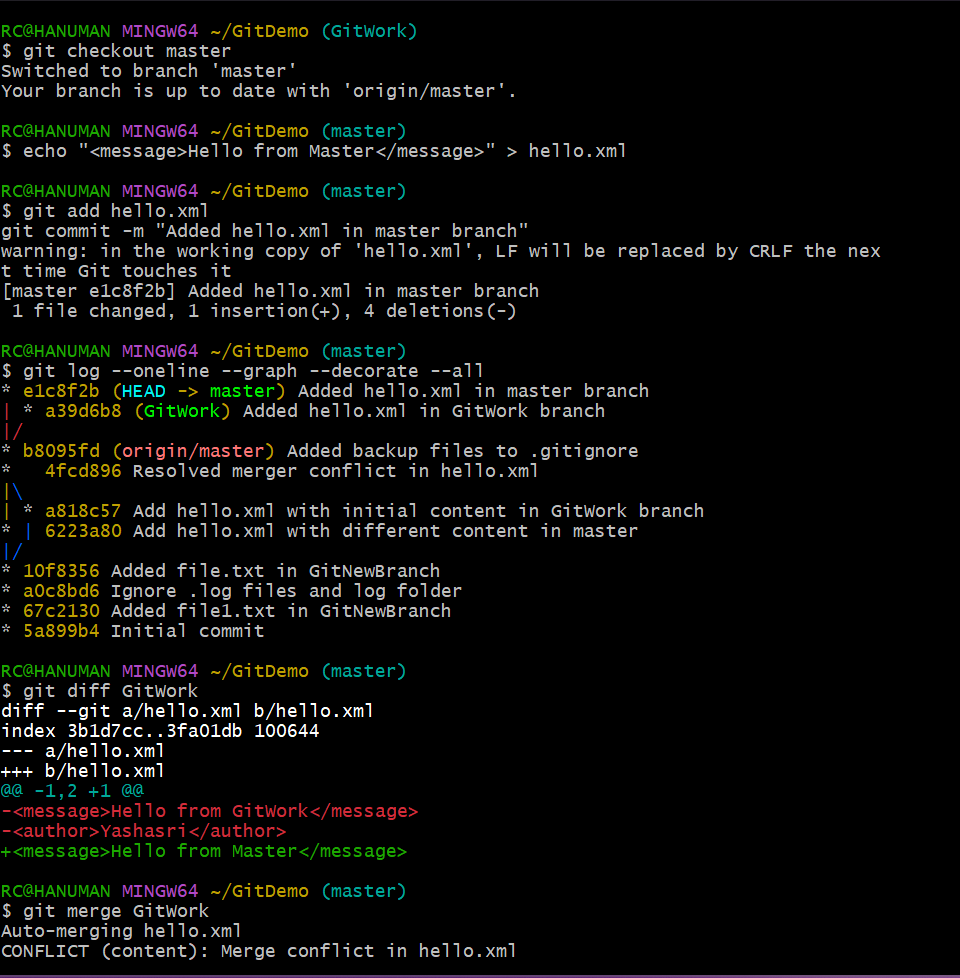 RC@HANUMAN MINGW64 ~/GitDemo (GitWork)
$ git checkout master
Switched to branch 'master'
Your branch is up to date with 'origin/master'.

RC@HANUMAN MINGW64 ~/GitDemo (master)
$ echo "<message>Hello from Master</message>" > hello.xml

RC@HANUMAN MINGW64 ~/GitDemo (master)
$ git add hello.xml
git commit -m "Added hello.xml in master branch"
warning: in the working copy of 'hello.xml', LF will be replaced by CRLF the nex
t time Git touches it
[master e1c8f2b] Added hello.xml in master branch
 1 file changed, 1 insertion(+), 4 deletions(-)

RC@HANUMAN MINGW64 ~/GitDemo (master)
$ git log --oneline --graph --decorate --all
* e1c8f2b (HEAD -> master) Added hello.xml in master branch
| * a39d6b8 (GitWork) Added hello.xml in GitWork branch
|/
* b8095fd (origin/master) Added backup files to .gitignore
*   4fcd896 Resolved merger conflict in hello.xml
|\
| * a818c57 Add hello.xml with initial content in GitWork branch
* | 6223a80 Add hello.xml with different content in master
|/
* 10f8356 Added file.txt in GitNewBranch
* a0c8bd6 Ignore .log files and log folder
* 67c2130 Added file1.txt in GitNewBranch
* 5a899b4 Initial commit

RC@HANUMAN MINGW64 ~/GitDemo (master)
$ git diff GitWork
diff --git a/hello.xml b/hello.xml
index 3b1d7cc..3fa01db 100644
--- a/hello.xml
+++ b/hello.xml
@@ -1,2 +1 @@
-<message>Hello from GitWork</message>
-<author>Yashasri</author>
+<message>Hello from Master</message>

RC@HANUMAN MINGW64 ~/GitDemo (master)
$ git merge GitWork
Auto-merging hello.xml
CONFLICT (content): Merge conflict in hello.xml